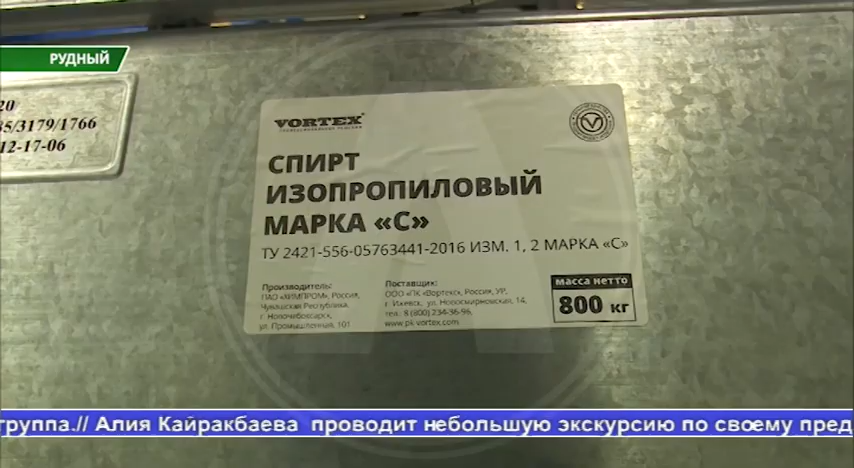 РУДНЫЙ
20
35/3179/1766
12-17-06
VORTEX
СПИРТ
ИЗОПРОПИЛОВЫЙ
МАРКА «С»
ТУ 2421-556-05763441-2016 ИЗМ. 1, 2 МАРКА «С»
Производитель:
ПАО «ХИМПРОМ», Россия,
Чувашская Республика,
г. Новочебоксарск,
ул. Промышленная, 101
Поставщик:
ООО «ПК «Вортекс», Россия, УР,
г. Ижевск, ул. Новосмирновская, 14,
тел. 8 (800) 234-36-96,
www.pk-vortex.com
масса нетто
800 кг
группа.// Алия Кайракбаева проводит небольшую экскурсию по своему пред